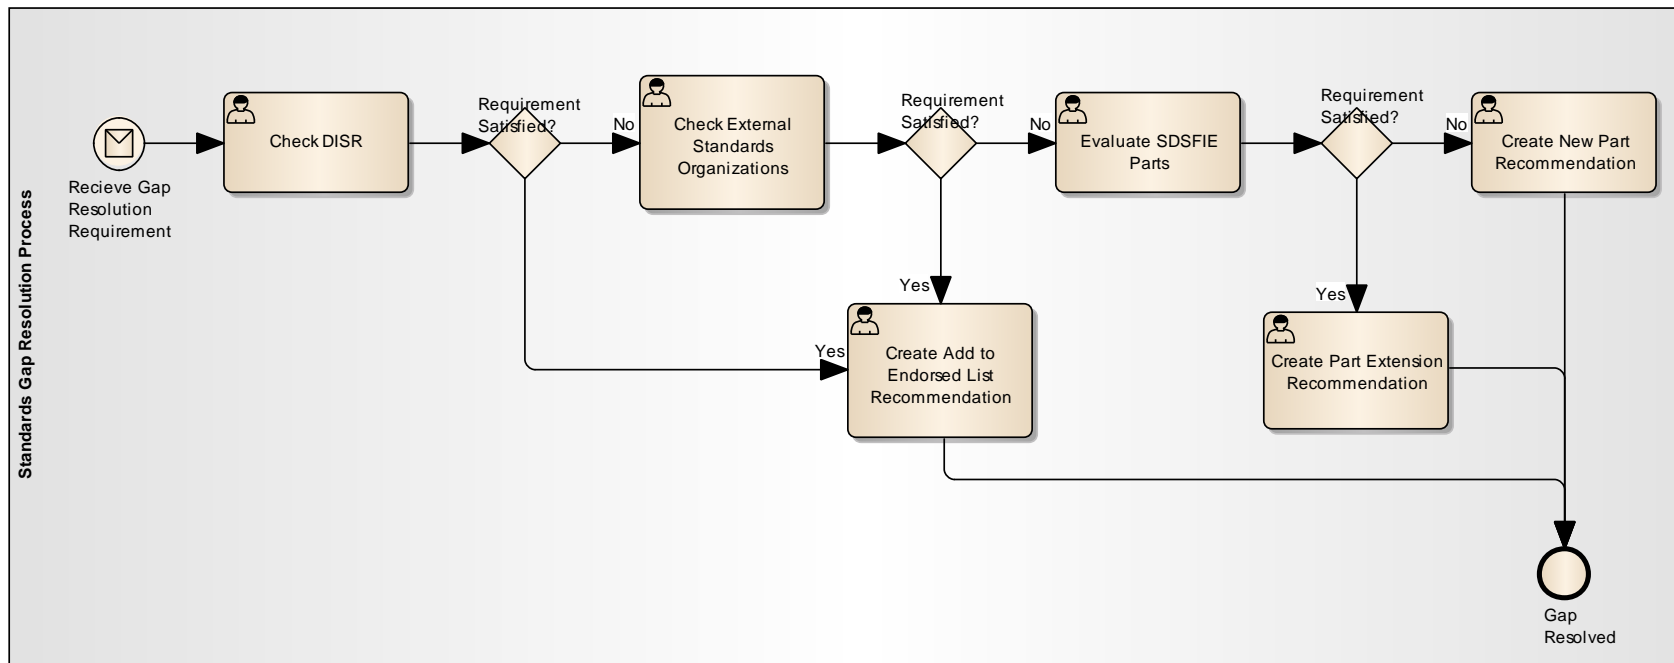 Standards Gap Resolution Process
Recieve Gap
Resolution
Requirement
Check DISR
Requirement
Satisfied?
No
Yes
Check External
Standards
Organizations
Requirement
Satisfied?
No
Yes
Create Add to
Endorsed List
Recommendation
Evaluate SDSFIE
Parts
Requirement
Satisfied?
No
Yes
Create Part Extension
Recommendation
Create New Part
Recommendation
Gap
Resolved